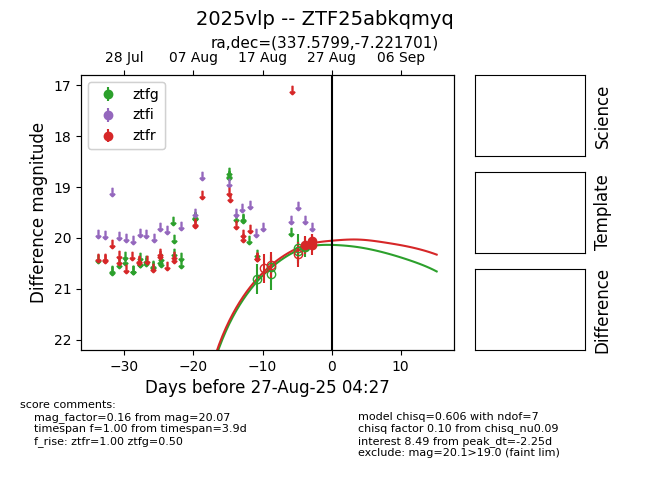 2025vlp -- ZTF25abkqmyq
ra,dec=(337.5799,-7.221701)
28 Jul 07 Aug 17 Aug 27 Aug 06 Sep
17
18
19
20
21
22
Difference magnitude
ztfg
ztfi
ztfr
−30 −20 −10 0 10
Days before 27-Aug-25 04:27
Science
Template
Difference
score comments:
mag_factor=0.16 from mag=20.07
timespan f=1.00 from timespan=3.9d
f_rise: ztfr=1.00 ztfg=0.50
model chisq=0.606 with ndof=7
chisq factor 0.10 from chisq_nu0.09
interest 8.49 from peak_dt=-2.25d
exclude: mag=20.1>19.0 (faint lim)